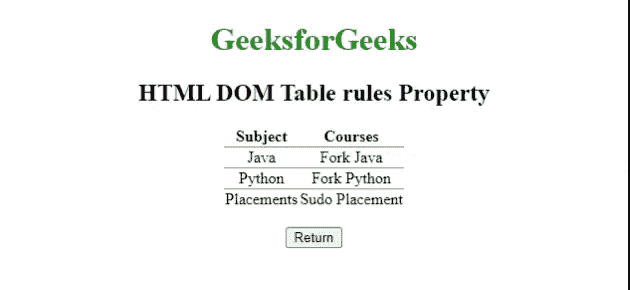 GeeksforGeeks
HTML DOM Table rules Property
Subject Courses
Java Fork Java
Python Fork Python
Placements Sudo Placement
Return